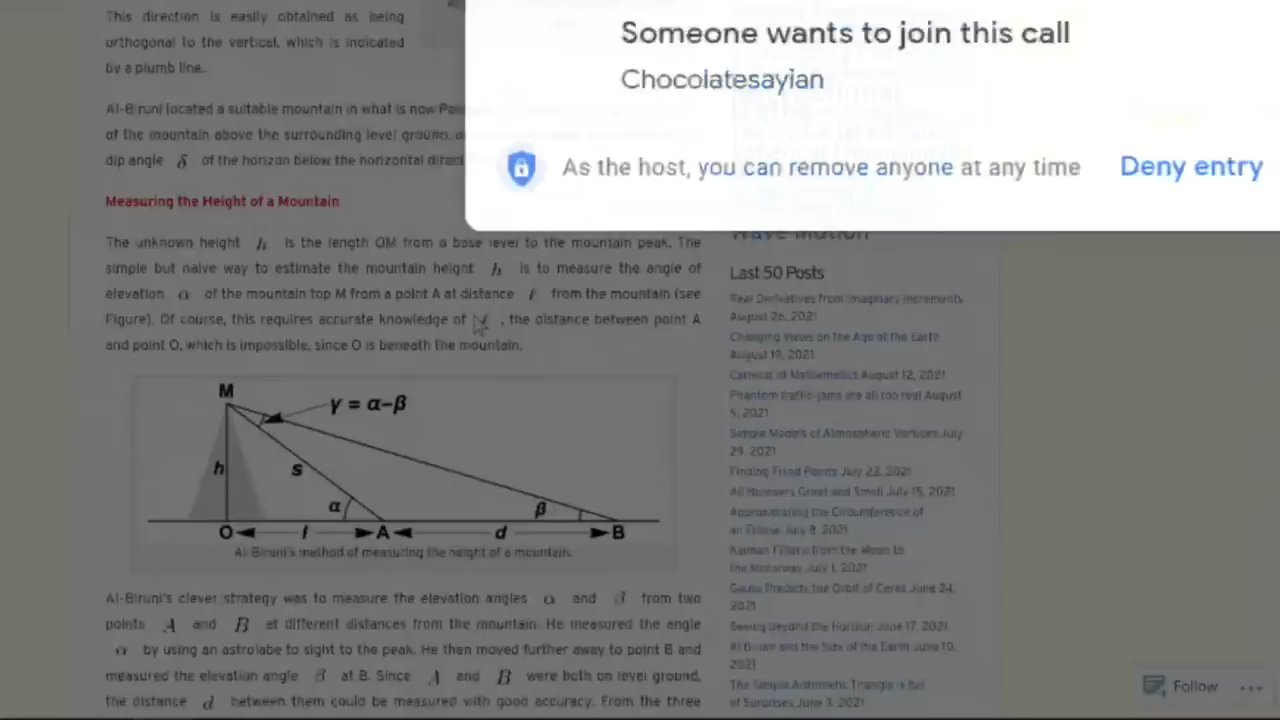 This direction is easily obtained as being
orthogonal to the vertical, which is indicated
by a plumb line.
Al-Biruni located a suitable mountain in what is now
of the mountain above the surrounding level ground,
dip angle δ of the horizon below the horizontal
Measuring the Height of a Mountain
The unknown height h is the length OM from a base level to the mountain peak. The
simple but naive way to estimate the mountain height h is to measure the angle of
elevation α of the mountain top M from a point A at distance ℓ from the mountain (see
Figure). Of course, this requires accurate knowledge of , the distance between point A
and point O, which is impossible, since O is beneath the mountain.
M
γ = α-β
h
s
α
β
O
l
A
d
B
Al-Biruni's method of measuring the height of a mountain.
Al-Biruni's clever strategy was to measure the elevation angles α and β from two
points A and B at different distances from the mountain. He measured the angle
α by using an astrolabe to sight to the peak. He then moved further away to point B and
measured the elevation angle β at B. Since A and B were both on level ground,
the distance d between them could be measured with good accuracy. From the three
Someone wants to join this call
Chocolatesayian
As the host, you can remove anyone at any time
Deny entry
Wave Motion
Last 50 Posts
Real Derivatives from Imaginary Increments
August 26, 2021
Changing Views on the Age of the Earth
August 19, 2021
Carnival of Mathematics August 12, 2021
Phantom traffic-jams are all too real August
5, 2021
Simple Models of Atmospheric Vortices July
29, 2021
Finding Fixed Points July 22, 2021
All Numbers Great and Small July 15, 2021
Approximating the Circumference of
an Ellipse July 8, 2021
Kalman Filters: from the Moon to
the Motorway July 1, 2021
Gauss Predicts the Orbit of Ceres June 24,
2021
Seeing beyond the Horizon June 17, 2021
Al Biruni and the Size of the Earth June 10,
2021
The Simple Arithmetic Triangle is full
of Surprises June 3, 2021
Follow